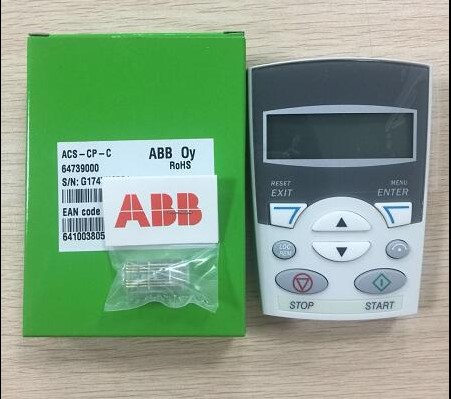 ACS-CP-C ABB Oy
64739000 RoHS
S/N:
EAN code
ABB
RESET
EXIT
MENU
ENTER
LOC
REM
STOP
START